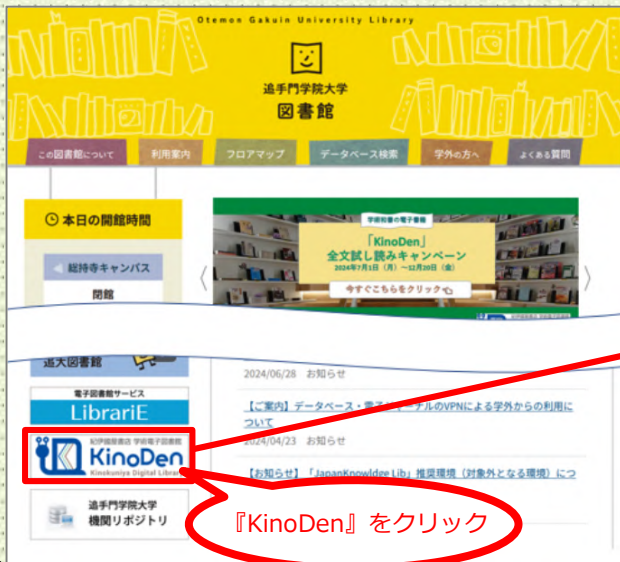 Otemon Gakuin University Library
追手門学院大学
図書館
この図書館について
利用案内
フロアマップ
データベース検索
学外の方へ
よくある質問
本日の開館時間
総持寺キャンパス
閉館
学術和書の電子書籍
「KinoDen」
全文試し読みキャンペーン
2024年7月1日（月）～12月20日（金）
今すぐこちらをクリック
追大図書館
電子図書館サービス
LibrariE
紀伊國屋書店 学術電子図書館
KinoDen
Kinokuniya Digital Library
追手門学院大学
機関リポジトリ
2024/06/28 お知らせ
【ご案内】データベース・電子ジャーナルのVPNによる学外からの利用に
ついて
2024/04/23 お知らせ
【お知らせ】「JapanKnowldge Lib」推奨環境（対象外となる環境）につ
『KinoDen』をクリック